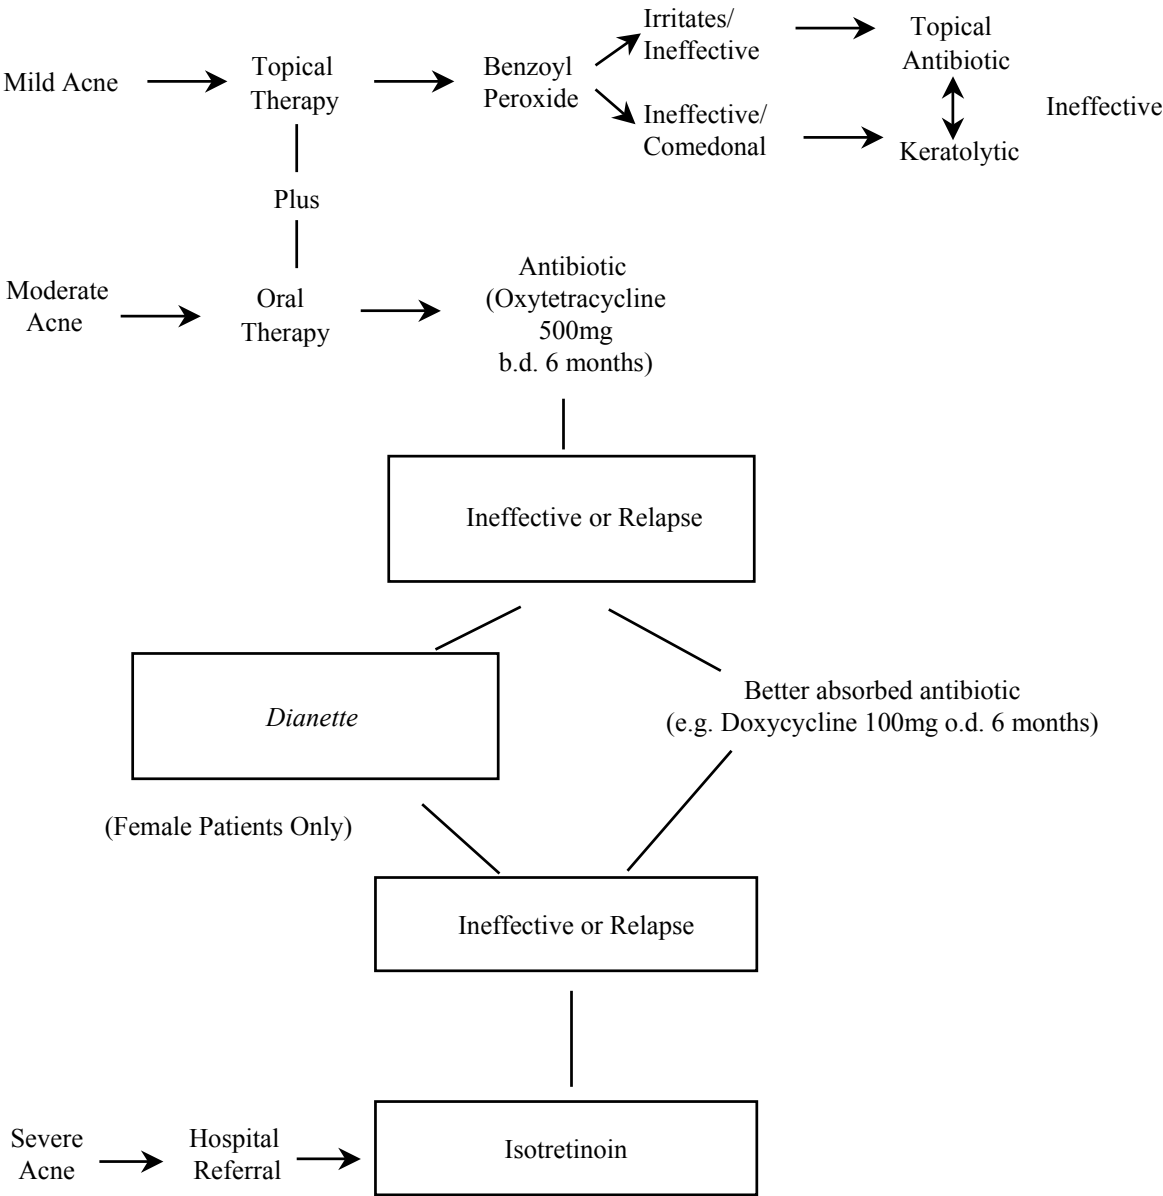 Mild Acne
Topical
Therapy
Benzoyl
Peroxide
Irritates/
Ineffective
Topical
Antibiotic
Ineffective/
Comedonal
Keratolytic
Ineffective
Plus
Moderate
Acne
Oral
Therapy
Antibiotic
(Oxytetracycline
500mg
b.d. 6 months)
Ineffective or Relapse
Dianette
(Female Patients Only)
Better absorbed antibiotic
(e.g. Doxycycline 100mg o.d. 6 months)
Ineffective or Relapse
Severe
Acne
Hospital
Referral
Isotretinoin